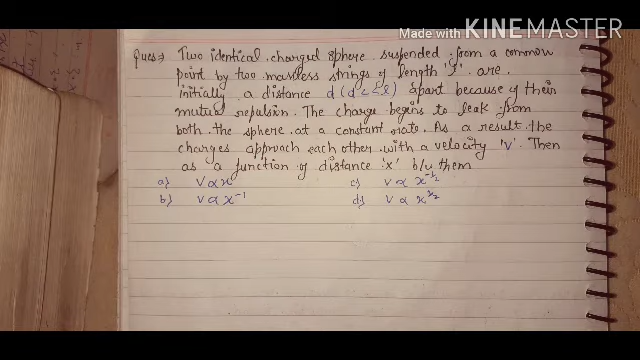 Made with KINEMASTER
Ques→ Two identical charged sphere suspended from a common
point by two massless strings of length 'l' are
initially a distance d (d<<l) apart because of their
mutual repulsion. The charge begins to leak from
both the sphere at a constant rate. As a result the
charges approach each other with a velocity 'v'. Then
as a function of distance 'x' b/w them
a) v∝x c) v∝ x^-1/2
b) v∝ x^-1 d) v∝ x^3/2